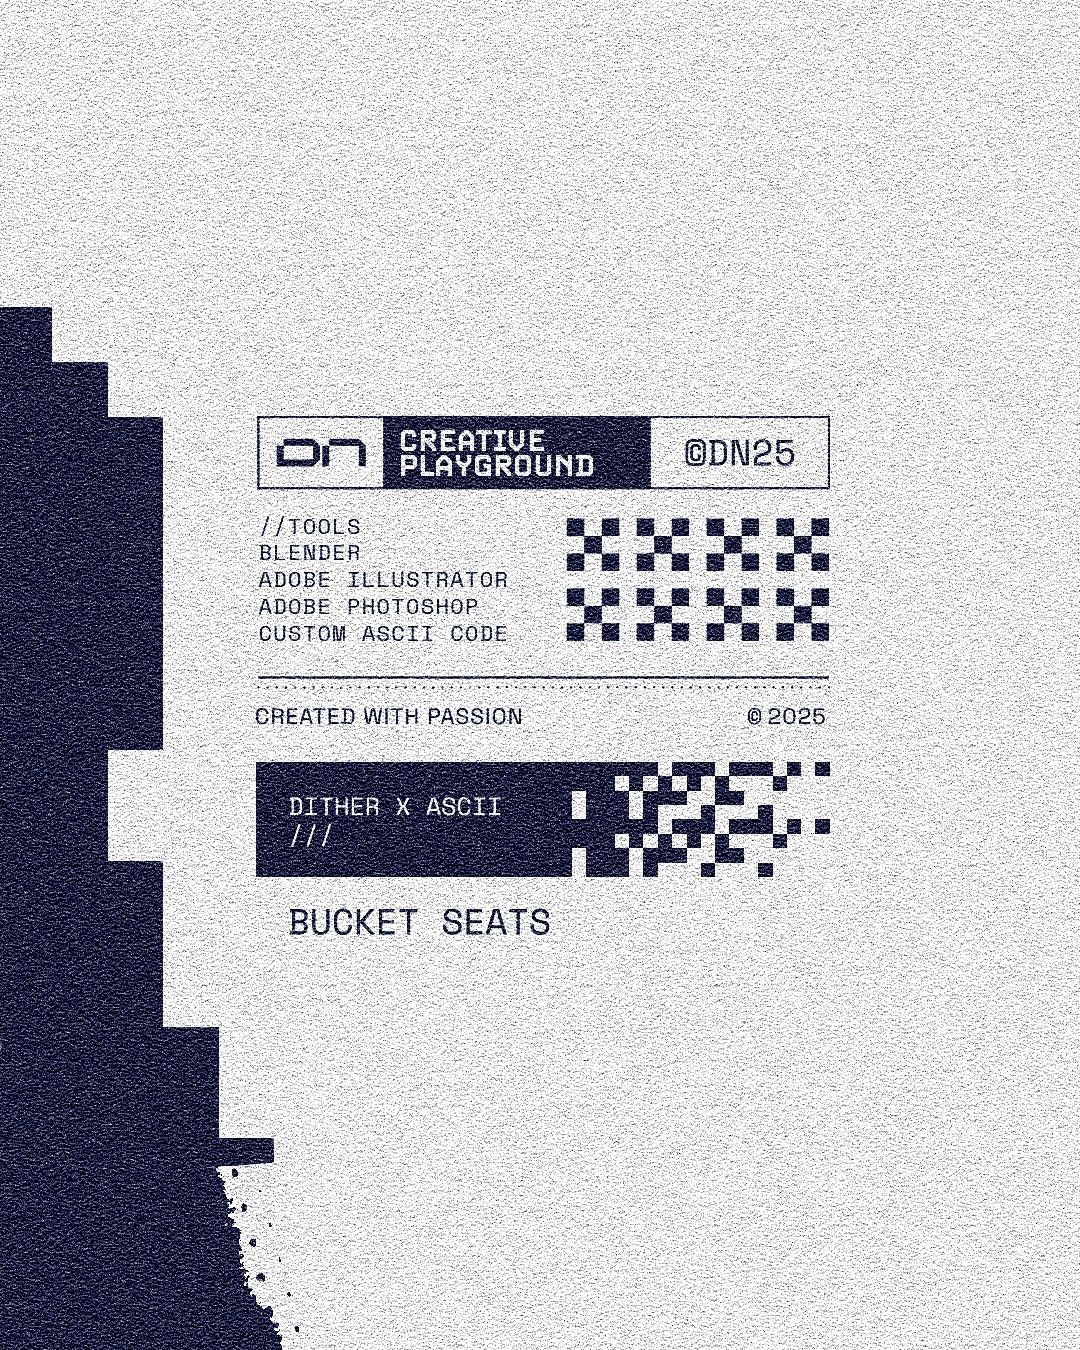 DN
CREATIVE
PLAYGROUND
©DN25
//TOOLS
BLENDER
ADOBE ILLUSTRATOR
ADOBE PHOTOSHOP
CUSTOM ASCII CODE
CREATED WITH PASSION
© 2025
DITHER X ASCII
///
BUCKET SEATS